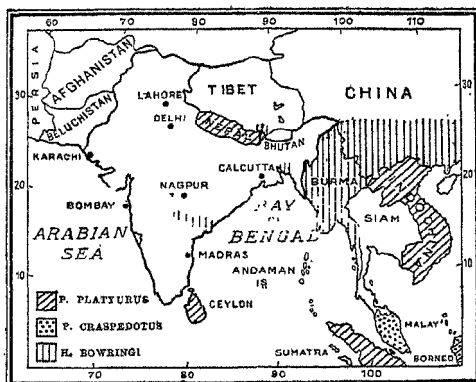 60 70 80 90 100 110 120
PERSIA
AFGHANISTAN
BELUCHISTAN
TIBET
CHINA
LAHORE
DELHI
NEPAL
BHUTAN
30
30
KARACHI
CALCUTTA
BURMA
NAGPUR
20
20
BOMBAY
BAY
OF
BENGAL
SIAM
ARABIAN
SEA
MADRAS
ANDAMAN
IS
10
10
CEYLON
P. PLATYURUS
P. CRASPEDOTUS
H. BOWRINGI
MALAY
SUMATRA
BORNEO
70 80 90 100 110